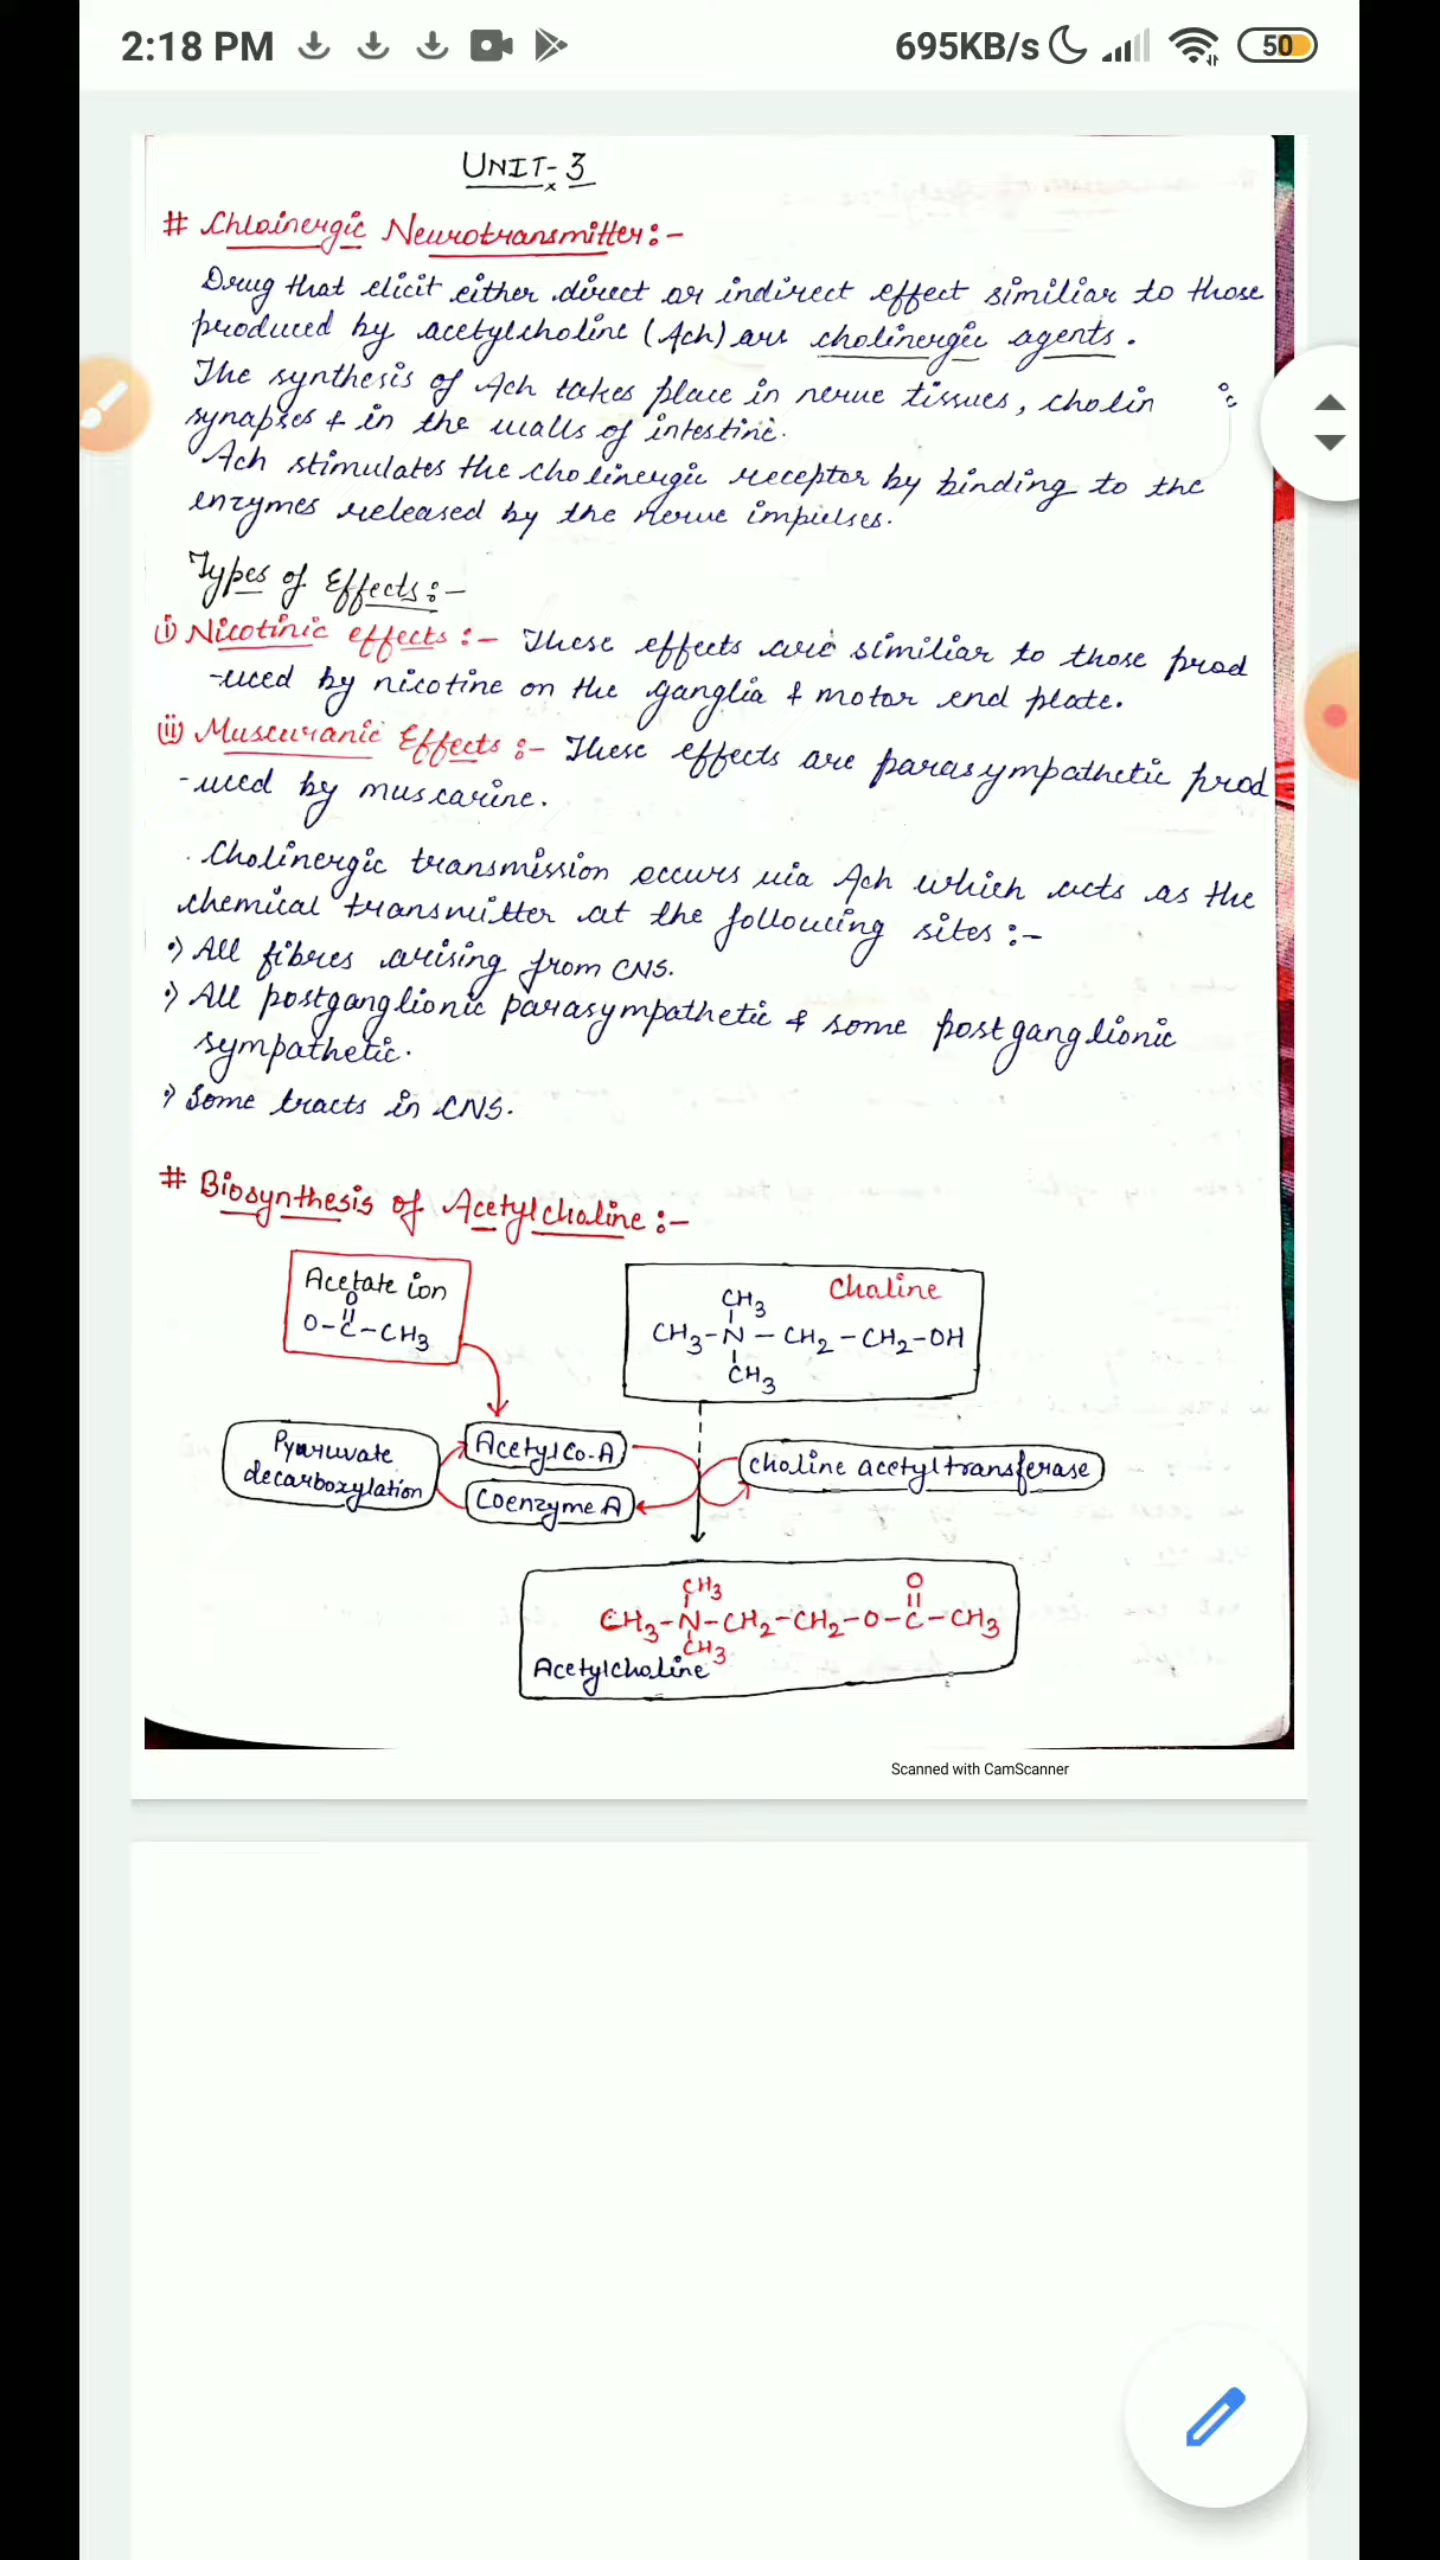 2:18 PM
695KB/s
50
UNIT-3
# Chloinergic Neurotransmitter:-
Drug that elicit either direct or indirect effect similiar to those
produced by acetylcholine (Ach) are cholinergic agents.
The synthesis of Ach takes place in nerve tissues, cholin
synapses & in the walls of intestine.
Ach stimulates the cholinergic receptor by binding to the
enzymes released by the nerve impulses.
Types of Effects:-
(i) Nicotinic effects:- These effects are similiar to those prod
-uced by nicotine on the ganglia & motor end plate.
(ii) Muscuranic Effects:- These effects are parasympathetic prod
-uced by muscarine.
Cholinergic transmission occurs via Ach which acts as the
chemical transmitter at the following sites:-
•) All fibres arising from CNS.
•) All postganglionic parasympathetic & some postganglionic
sympathetic.
•) Some tracts in CNS.
# Biosynthesis of Acetylcholine:-
Acetate ion
O
||
O-C-CH3
Choline
CH3
|
CH3-N-CH2-CH2-OH
|
CH3
Pyruvate
decarboxylation
Acetyl Co-A
Coenzyme A
choline acetyltransferase
CH3
|
O
||
CH3-N-CH2-CH2-O-C-CH3
|
CH3
Acetylcholine
Scanned with CamScanner